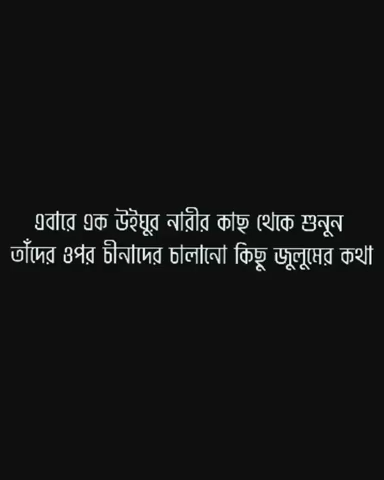 এবারে এক উইঘুর নারীর কাছ থেকে শুনুন
তাঁদের ওপর চীনাদের চালানো কিছু জুলুমের কথা